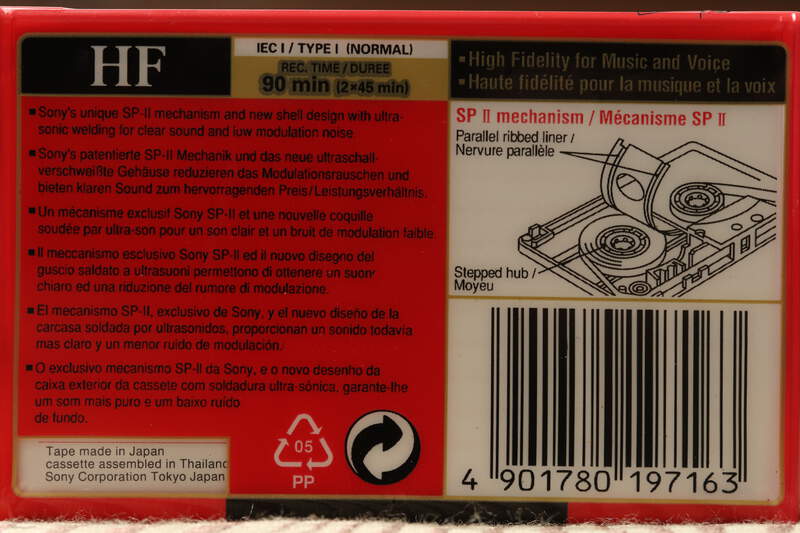 HF
IEC I / TYPE I (NORMAL)
REC. TIME / DUREE
90 min (2×45 min)
▪High Fidelity for Music and Voice
▪Haute fidélité pour la musique et la voix
▪Sony's unique SP-II mechanism and new shell design with ultra-
sonic welding for clear sound and low modulation noise
▪Sony's patentierte SP-II Mechanik und das neue ultraschall-
verschweißte Gehäuse reduzieren das Modulationsrauschen und
bieten klaren Sound zum hervorragenden Preis/Leistungsverhältnis.
▪Un mécanisme exclusif Sony SP-II et une nouvelle coquille
soudée par ultra-son pour un son clair et un bruit de modulation faible.
▪Il meccanismo esclusivo Sony SP-II ed il nuovo disegno del
guscio saldato a ultrasuoni permettono di ottenere un suon
chiaro ed una riduzione del rumore di modulazione.
▪El mecanismo SP-II, exclusivo de Sony, y el nuevo diseño de la
carcasa soldada por ultrasonidos, proporcionan un sonido todavía
mas claro y un menor ruido de modulación.
▪O exclusivo mecanismo SP-II da Sony, e o novo desenho da
caixa exterior da cassete com soldadura ultra-sónica, garante-lhe
um som mais puro e um baixo ruído
de fundo.
Tape made in Japan
cassette assembled in Thailand
Sony Corporation Tokyo Japan
05
PP
SP II mechanism / Mécanisme SP II
Parallel ribbed liner /
Nervure parallèle
Stepped hub /
Moyeu
4 901780 197163